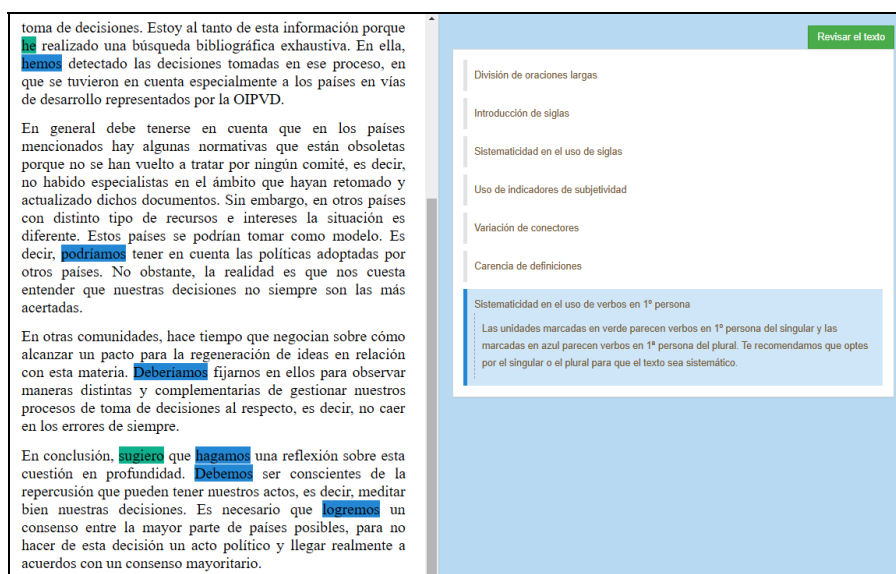 toma de decisiones. Estoy al tanto de esta información porque
he realizado una búsqueda bibliográfica exhaustiva. En ella,
hemos detectado las decisiones tomadas en ese proceso, en
que se tuvieron en cuenta especialmente a los países en vías
de desarrollo representados por la OIPVD.
En general debe tenerse en cuenta que en los países
mencionados hay algunas normativas que están obsoletas
porque no se han vuelto a tratar por ningún comité, es decir,
no habido especialistas en el ámbito que hayan retomado y
actualizado dichos documentos. Sin embargo, en otros países
con distinto tipo de recursos e intereses la situación es
diferente. Estos países se podrían tomar como modelo. Es
decir, podríamos tener en cuenta las políticas adoptadas por
otros países. No obstante, la realidad es que nos cuesta
entender que nuestras decisiones no siempre son las más
acertadas.
En otras comunidades, hace tiempo que negocian sobre cómo
alcanzar un pacto para la regeneración de ideas en relación
con esta materia. Deberíamos fijarnos en ellos para observar
maneras distintas y complementarias de gestionar nuestros
procesos de toma de decisiones al respecto, es decir, no caer
en los errores de siempre.
En conclusión, sugiero que hagamos una reflexión sobre esta
cuestión en profundidad. Debemos ser conscientes de la
repercusión que pueden tener nuestros actos, es decir, meditar
bien nuestras decisiones. Es necesario que logremos un
consenso entre la mayor parte de países posibles, para no
hacer de esta decisión un acto político y llegar realmente a
acuerdos con un consenso mayoritario.
Revisar el texto
División de oraciones largas
Introducción de siglas
Sistematicidad en el uso de siglas
Uso de indicadores de subjetividad
Variación de conectores
Carencia de definiciones
Sistematicidad en el uso de verbos en 1º persona
Las unidades marcadas en verde parecen verbos en 1º persona del singular y las
marcadas en azul parecen verbos en 1ª persona del plural. Te recomendamos que optes
por el singular o el plural para que el texto sea sistemático.